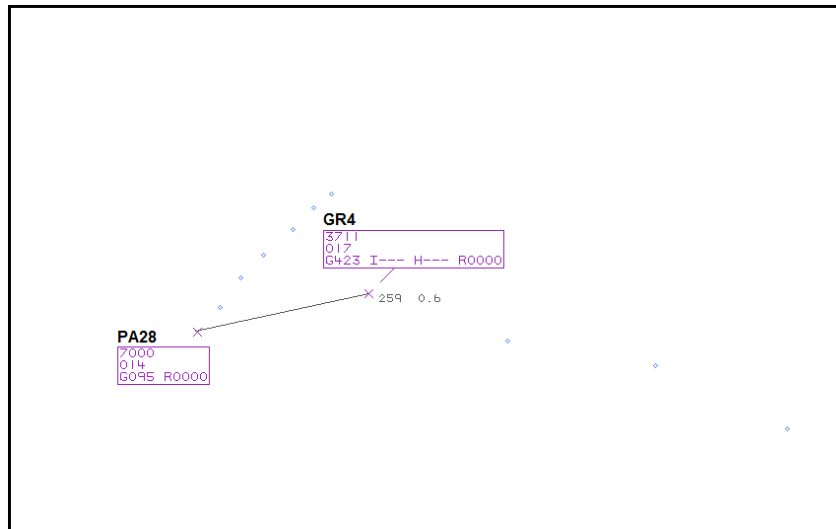 GR4
3711
017
G423 I--- H--- R0000
259 0.6
PA28
7000
014
G095 R0000